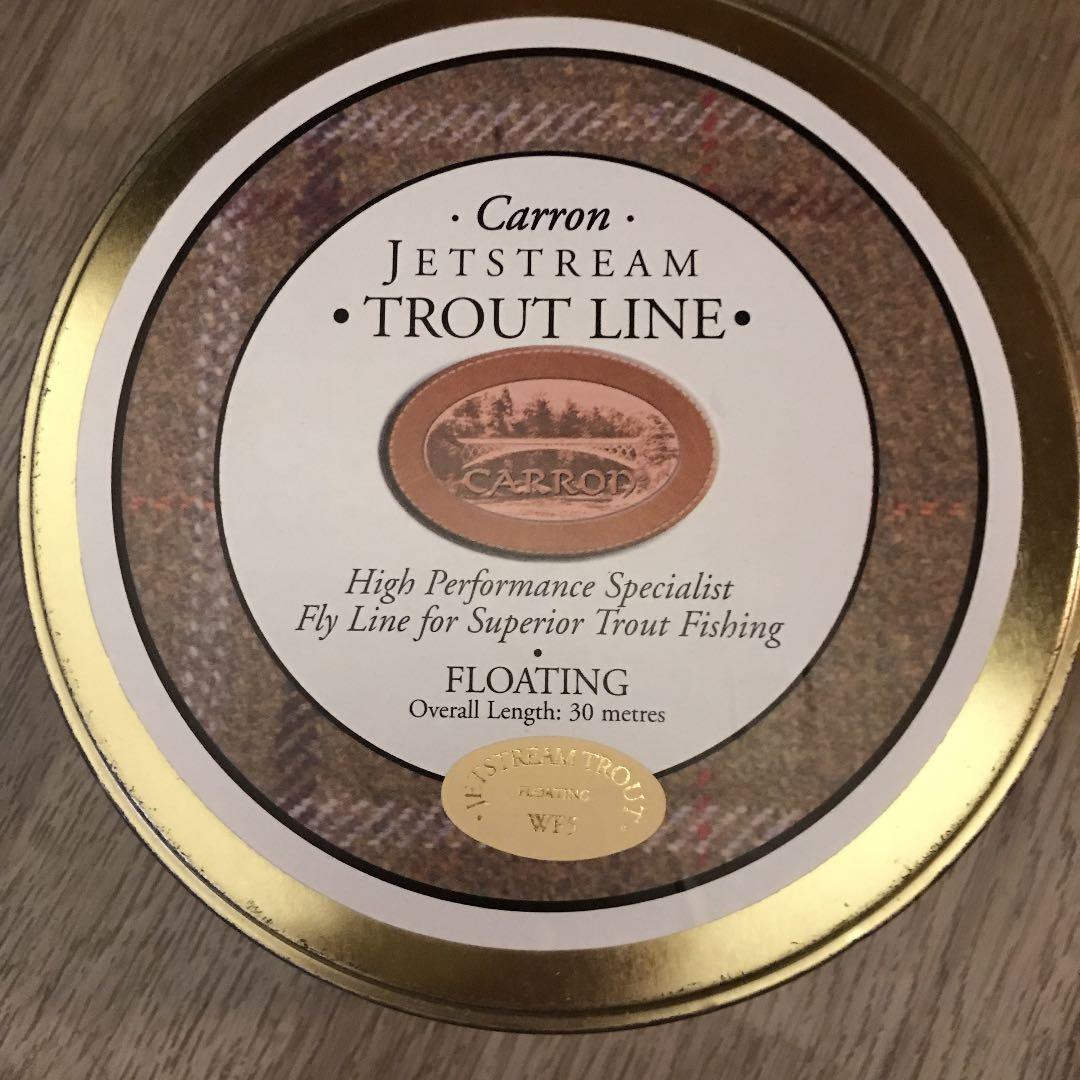 · Carron ·
JETSTREAM
• TROUT LINE •
CARRON
High Performance Specialist
Fly Line for Superior Trout Fishing
•
FLOATING
Overall Length: 30 metres
· JETSTREAM TROUT ·
FLOATING
WF5